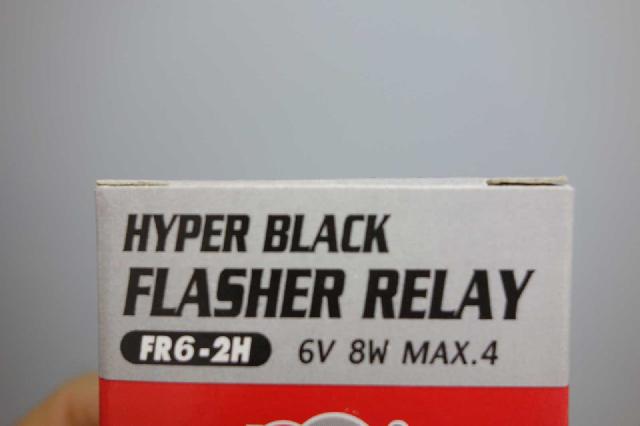 HYPER BLACK
FLASHER RELAY
FR6-2H 6V 8W MAX.4